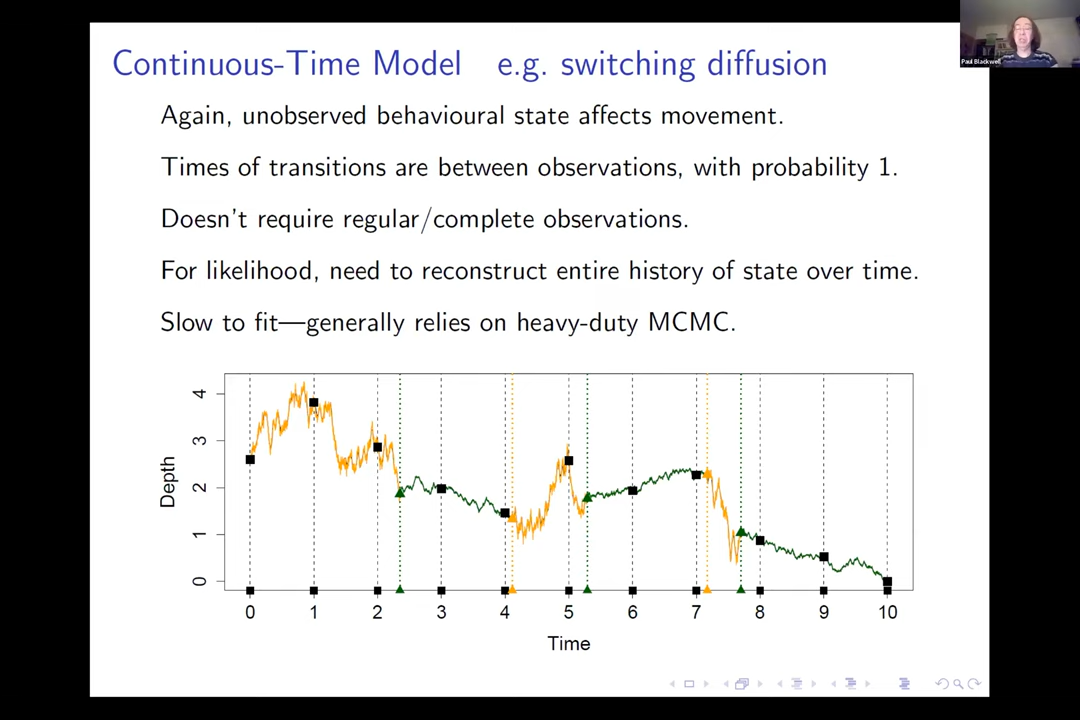 Continuous-Time Model e.g. switching diffusion
Paul Blackwell
Again, unobserved behavioural state affects movement.
Times of transitions are between observations, with probability 1.
Doesn't require regular/complete observations.
For likelihood, need to reconstruct entire history of state over time.
Slow to fit—generally relies on heavy-duty MCMC.
4
3
2
1
0
Depth
0 1 2 3 4 5 6 7 8 9 10
Time